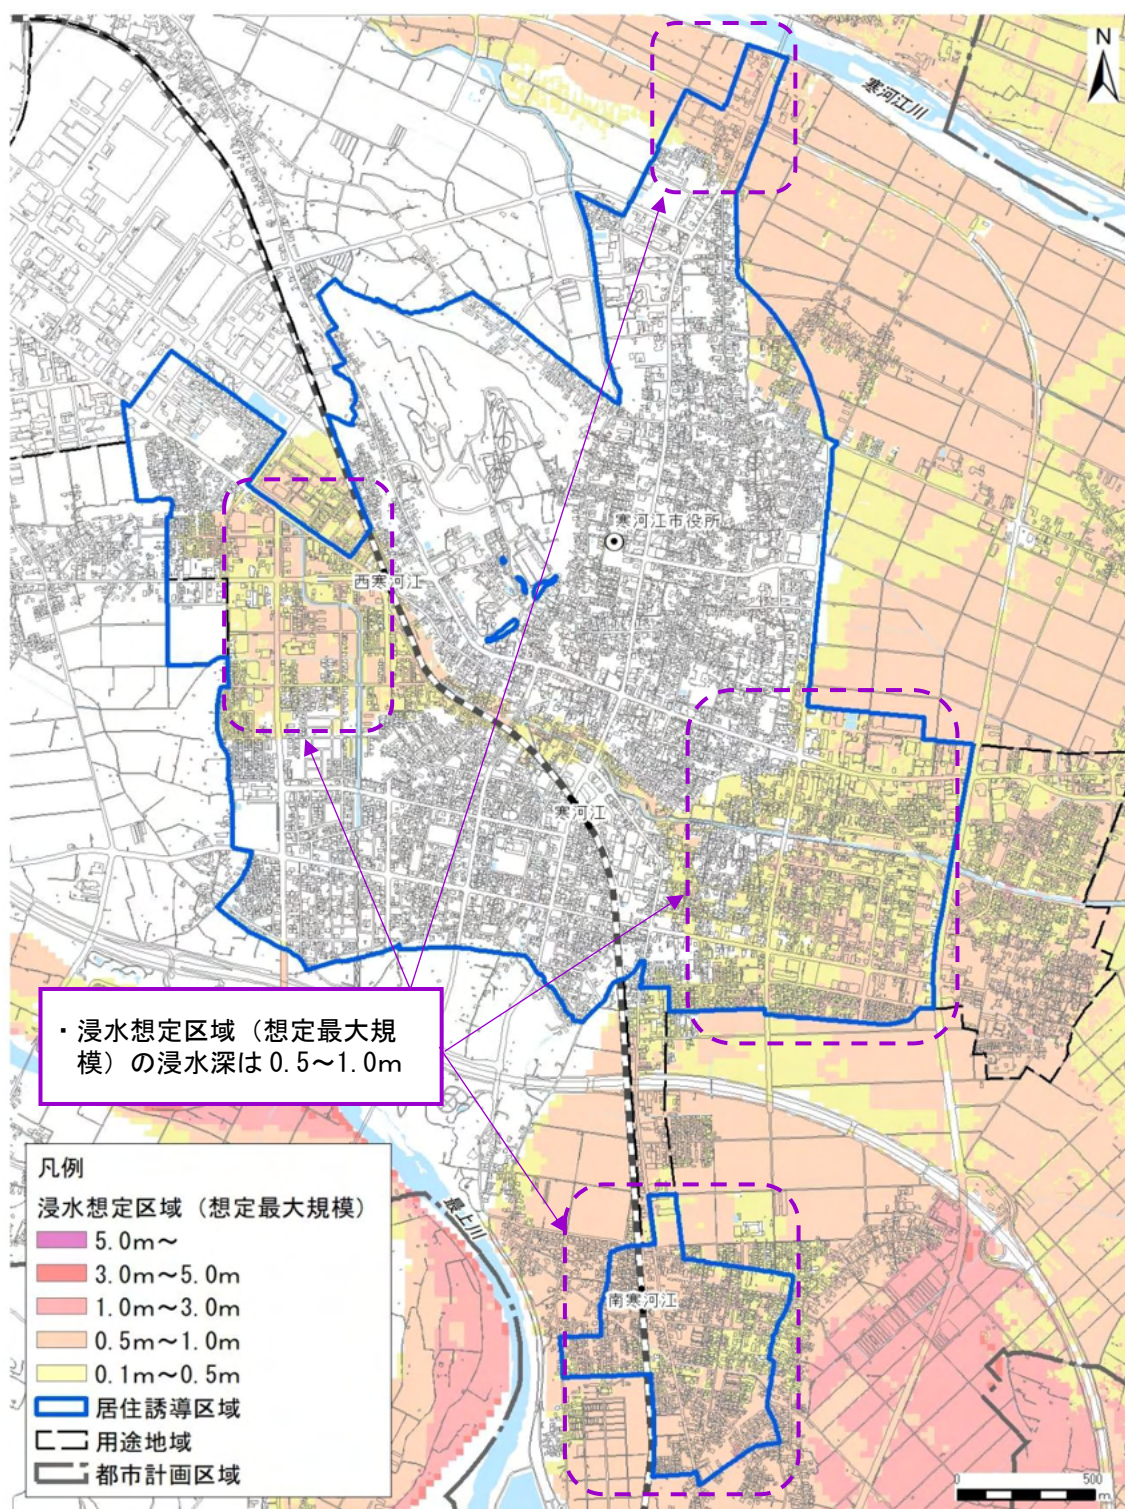 N
寒河江川
寒河江市役所
西寒河江
寒河江
・浸水想定区域（想定最大規
模）の浸水深は0.5～1.0m
最上川
南寒河江
凡例
浸水想定区域（想定最大規模）
5.0m～
3.0m～5.0m
1.0m～3.0m
0.5m～1.0m
0.1m～0.5m
居住誘導区域
用途地域
都市計画区域
0 500
m